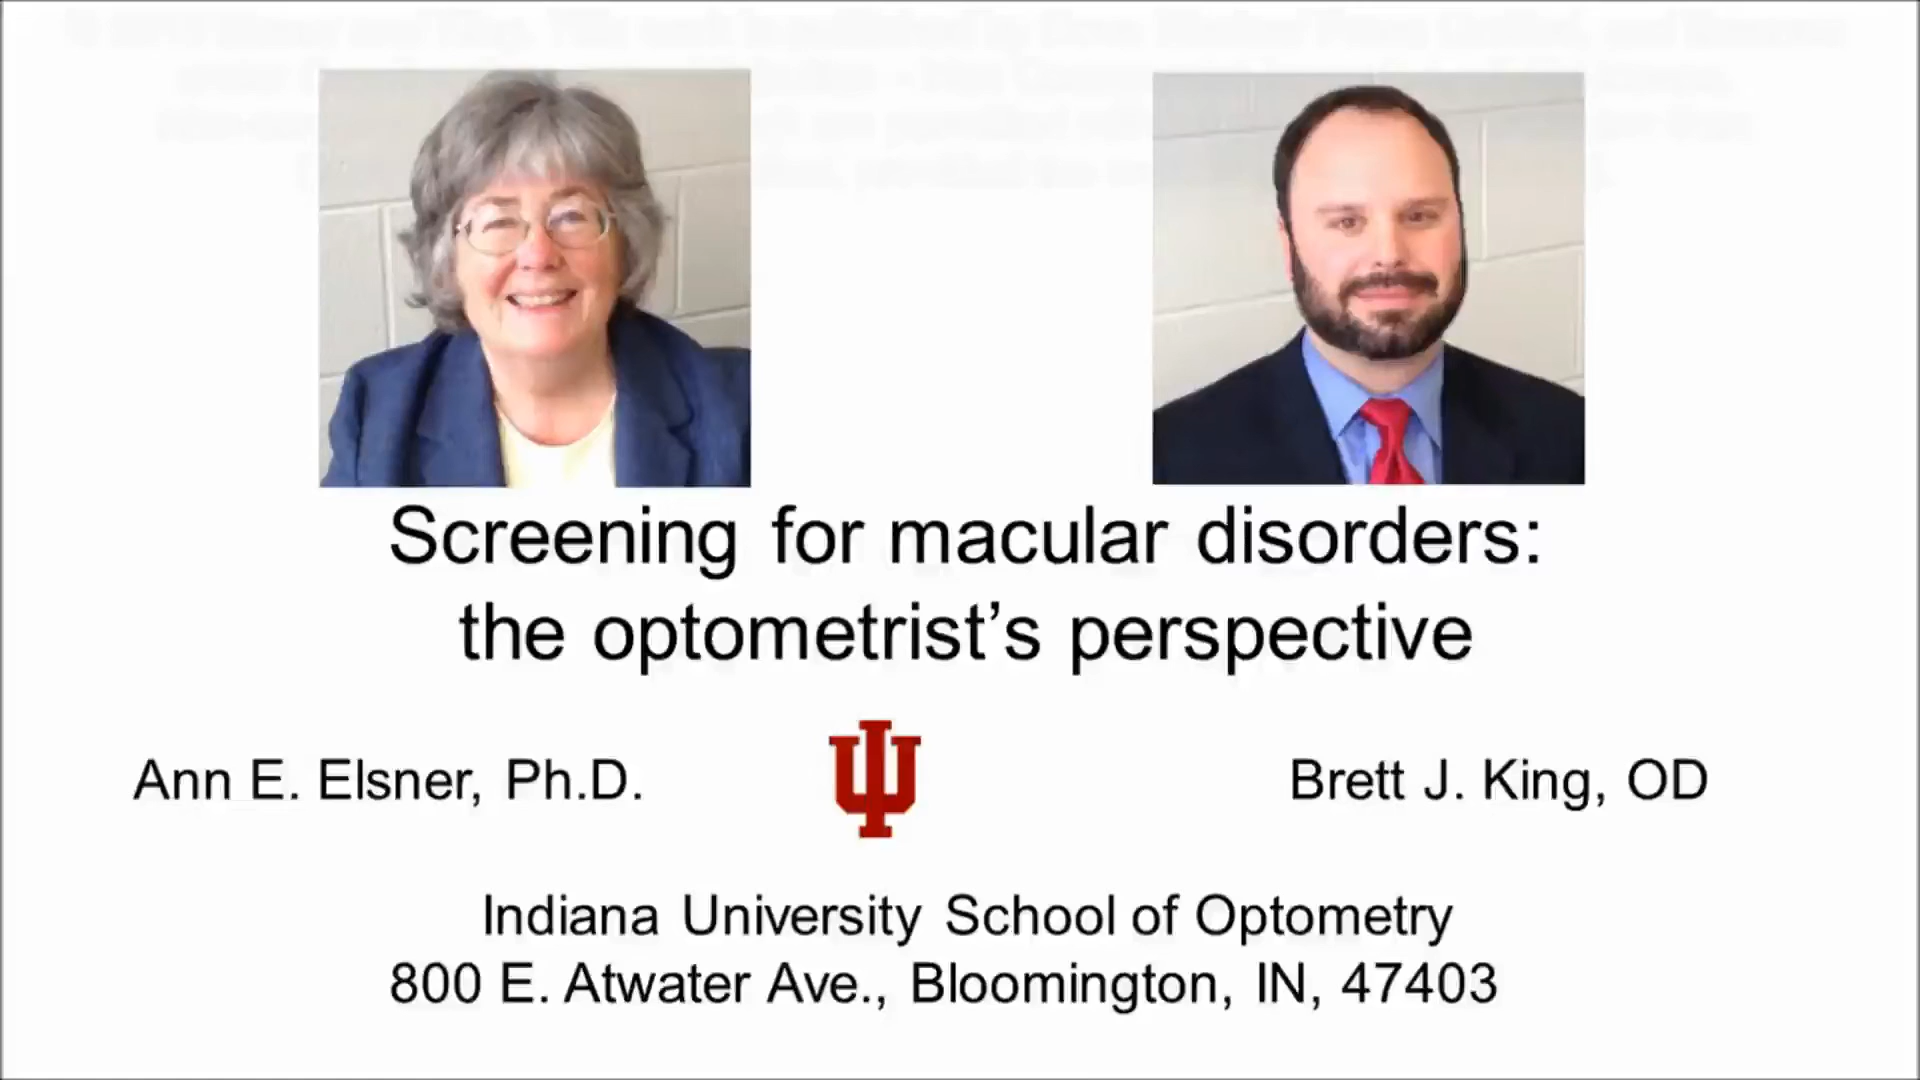 Screening for macular disorders:
the optometrist's perspective
Ann E. Elsner, Ph.D.
Brett J. King, OD
Indiana University School of Optometry
800 E. Atwater Ave., Bloomington, IN, 47403